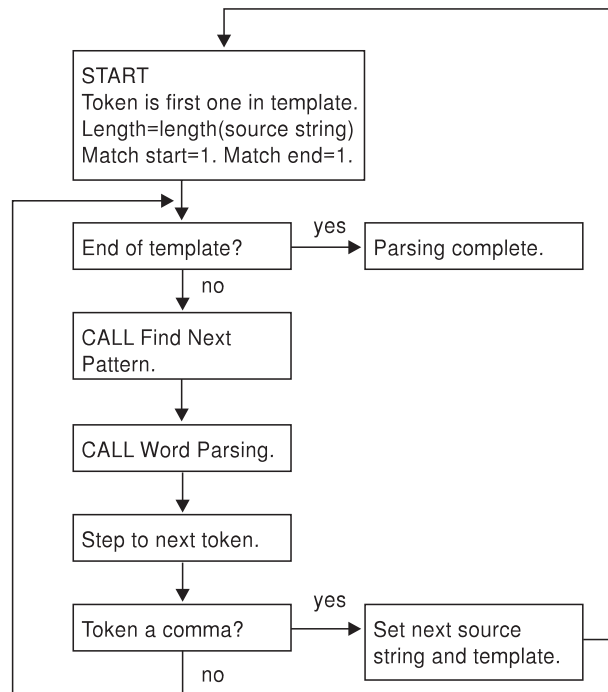 START
Token is first one in template.
Length=length(source string)
Match start=1. Match end=1.
End of template?
yes
Parsing complete.
no
CALL Find Next
Pattern.
CALL Word Parsing.
Step to next token.
Token a comma?
yes
Set next source
string and template.
no